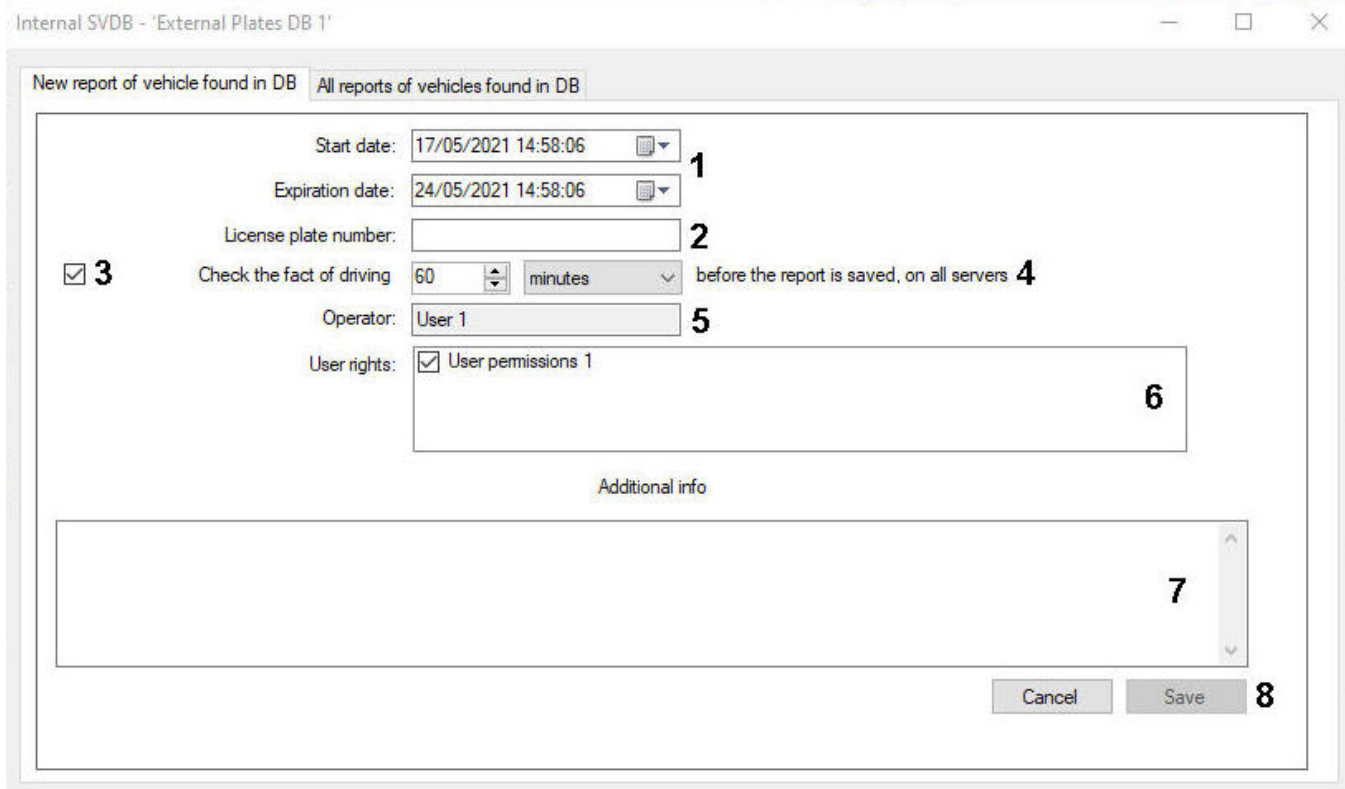 Internal SVDB - 'External Plates DB 1'
New report of vehicle found in DB All reports of vehicles found in DB
Start date: 17/05/2021 14:58:06
1
Expiration date: 24/05/2021 14:58:06
License plate number: 2
3 Check the fact of driving 60 minutes before the report is saved, on all servers 4
Operator: User 1 5
User rights: User permissions 1
6
Additional info
7
Cancel Save 8